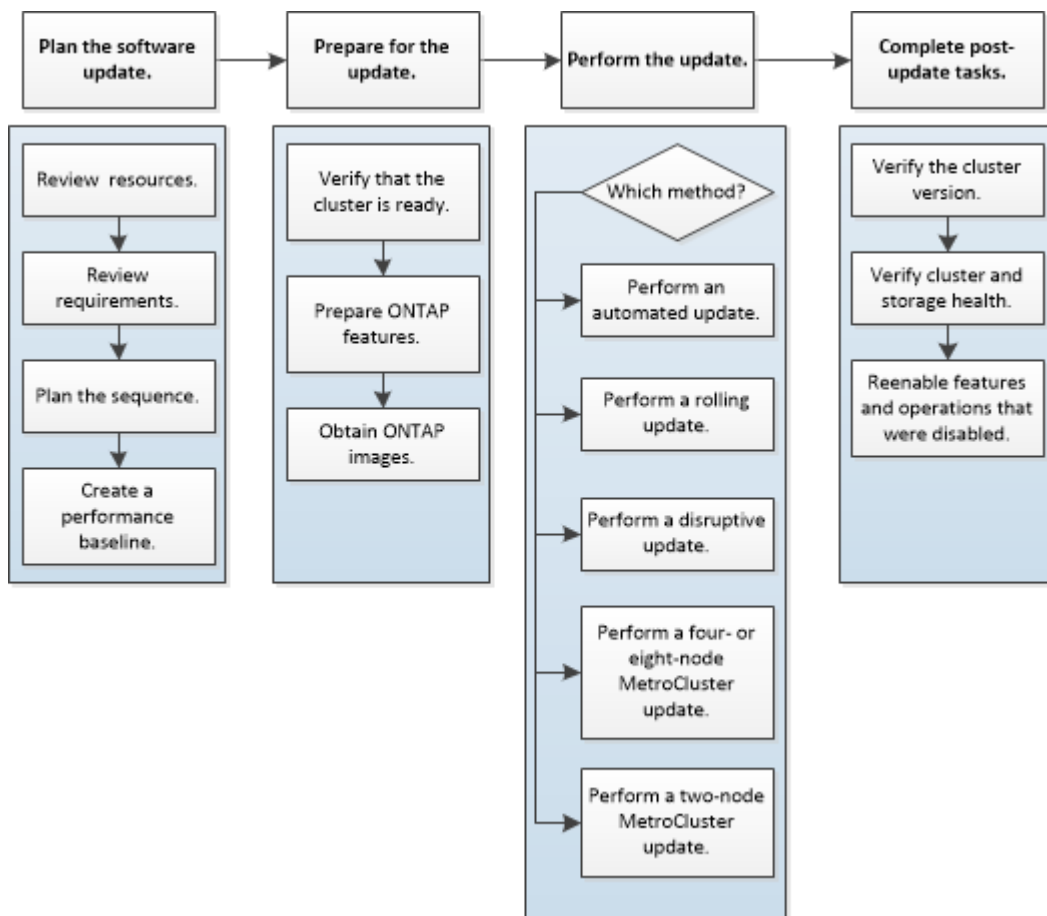 Plan the software
update.
Prepare for the
update.
Perform the update.
Complete post-
update tasks.
Review resources.
Review
requirements.
Plan the sequence.
Create a
performance
baseline.
Verify that the
cluster is ready.
Prepare ONTAP
features.
Obtain ONTAP
images.
Which method?
Perform an
automated update.
Perform a rolling
update.
Perform a disruptive
update.
Perform a four- or
eight-node
MetroCluster
update.
Perform a two-node
MetroCluster
update.
Verify the cluster
version.
Verify cluster and
storage health.
Reenable features
and operations that
were disabled.